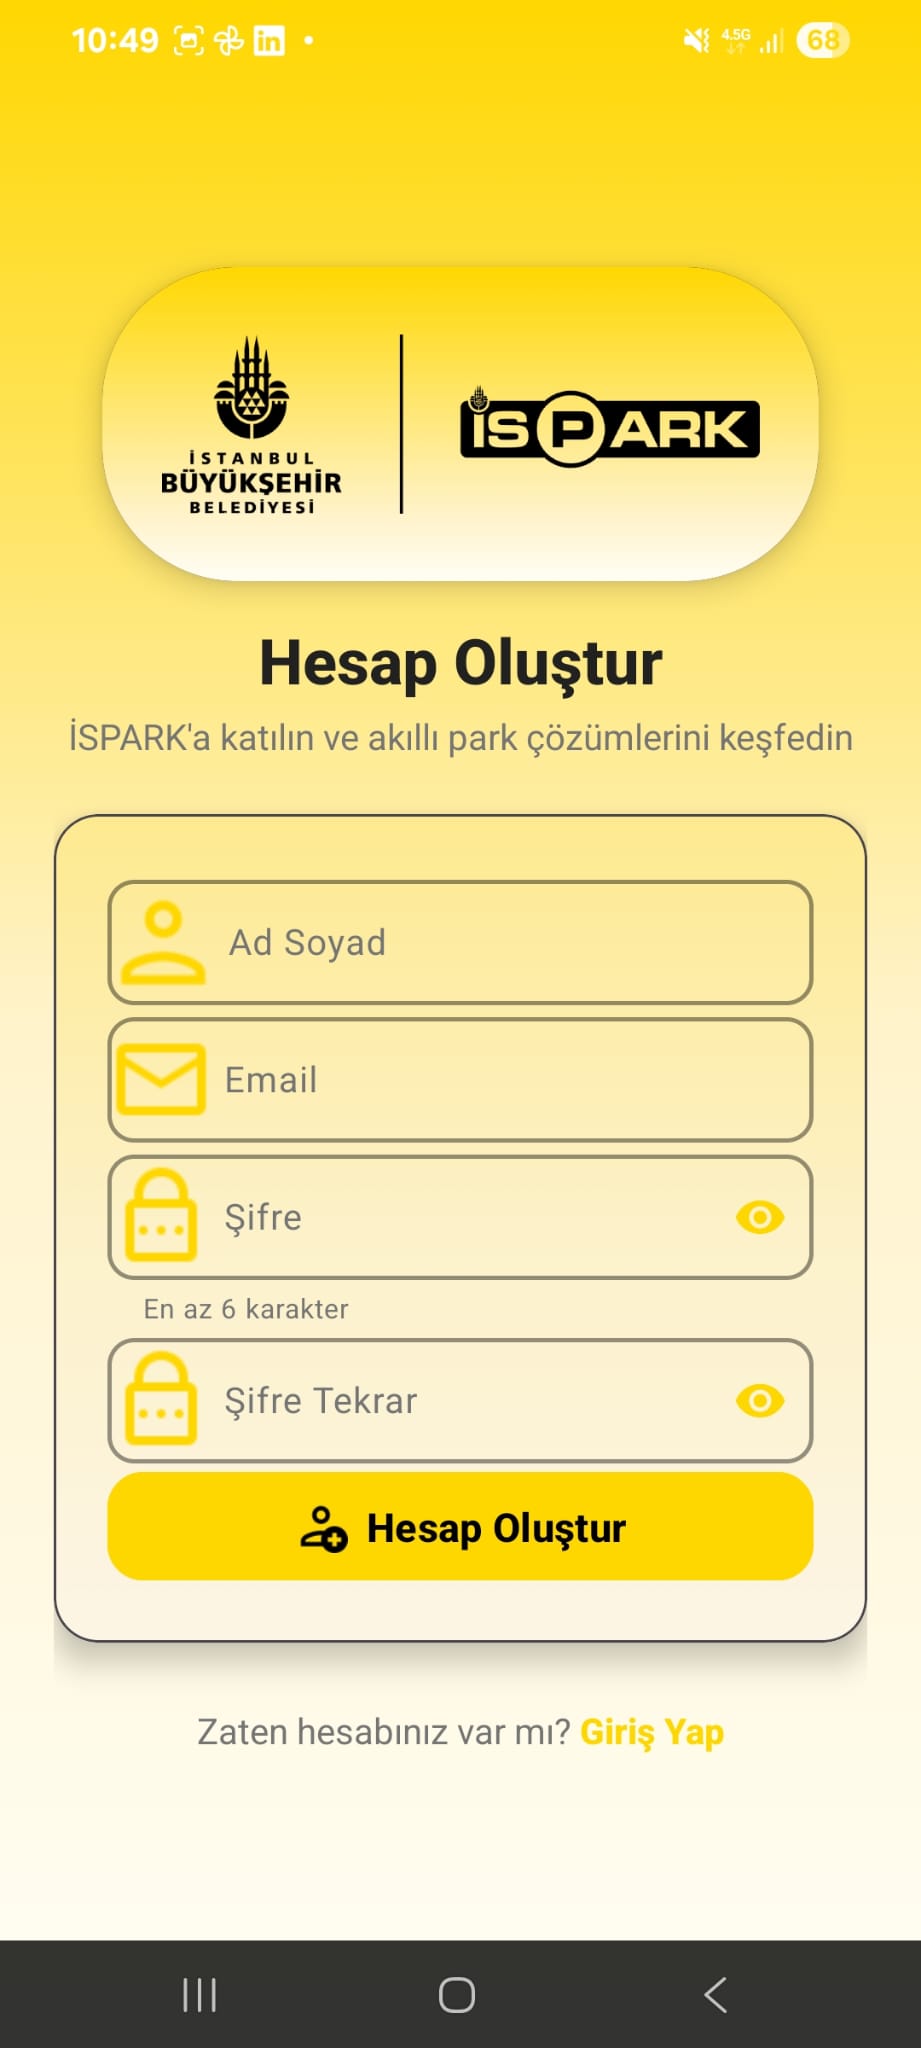 10:49
4.5G
68
İSTANBUL
BÜYÜKŞEHİR
BELEDİYESİ
İSPARK
Hesap Oluştur
İSPARK'a katılın ve akıllı park çözümlerini keşfedin
Ad Soyad
Email
Şifre
En az 6 karakter
Şifre Tekrar
Hesap Oluştur
Zaten hesabınız var mı? Giriş Yap